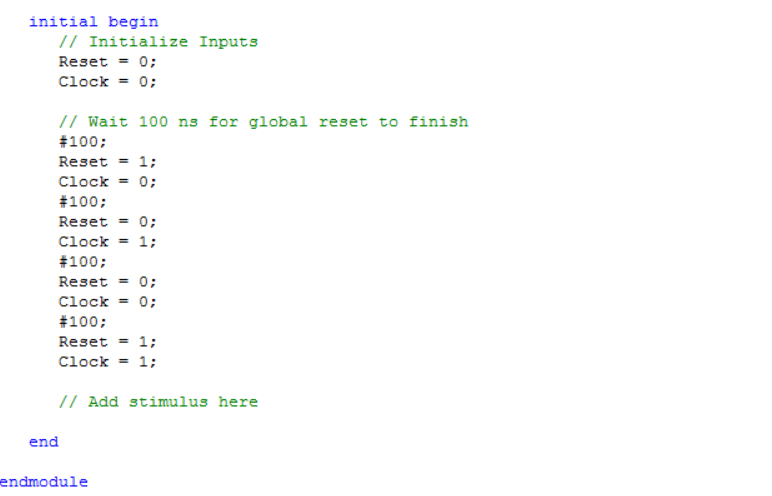 initial begin
// Initialize Inputs
Reset = 0;
Clock = 0;
// Wait 100 ns for global reset to finish
#100;
Reset = 1;
Clock = 0;
#100;
Reset = 0;
Clock = 1;
#100;
Reset = 0;
Clock = 0;
#100;
Reset = 1;
Clock = 1;
// Add stimulus here
end
endmodule